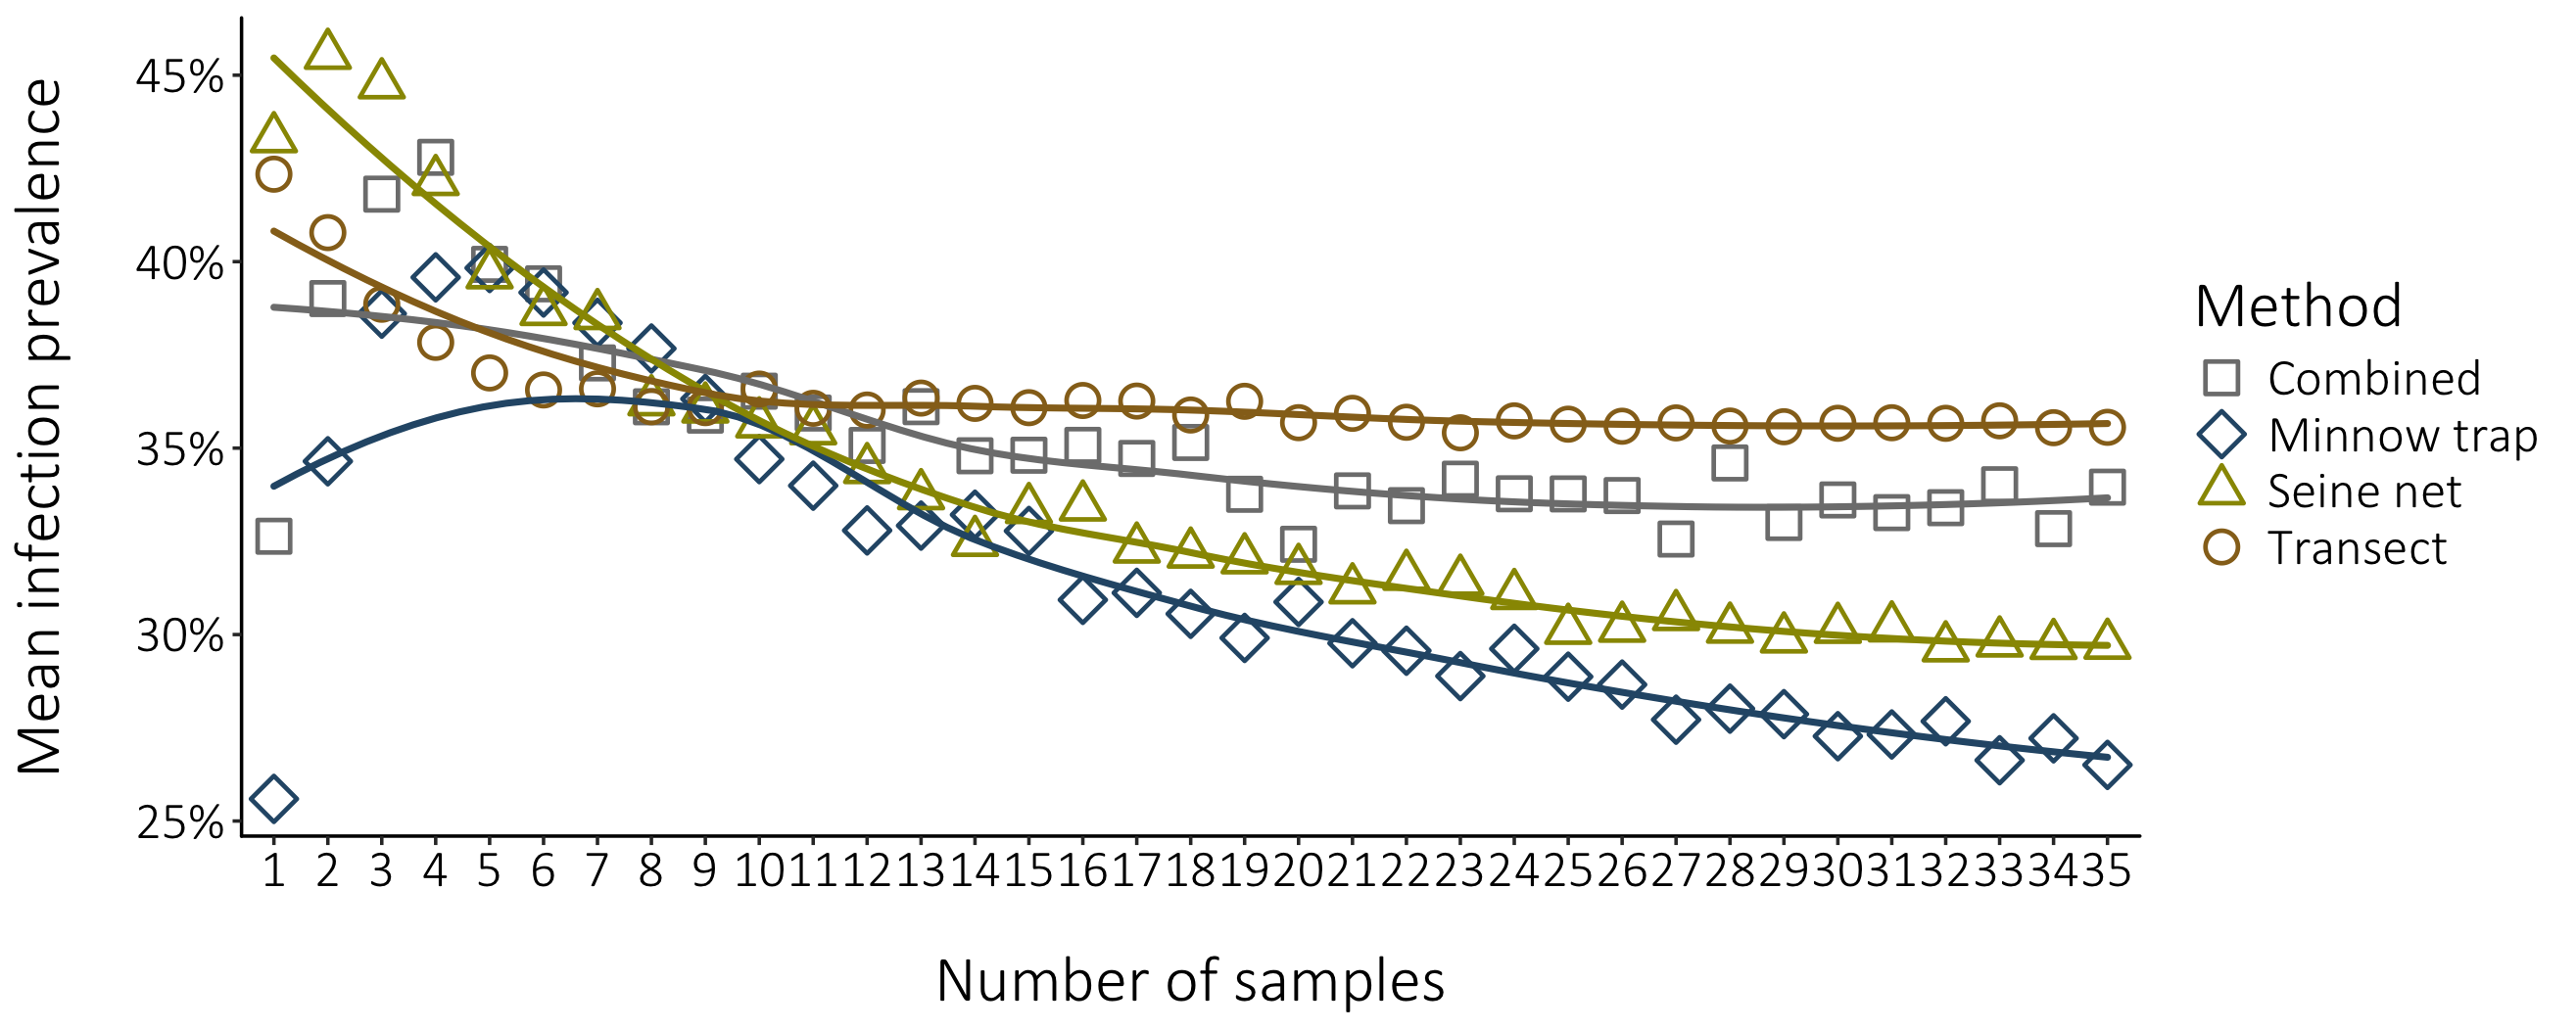 Mean infection prevalence
45%
40%
35%
30%
25%
1 2 3 4 5 6 7 8 9 10 11 12 13 14 15 16 17 18 19 20 21 22 23 24 25 26 27 28 29 30 31 32 33 34 35
Number of samples
Method
Combined
Minnow trap
Seine net
Transect